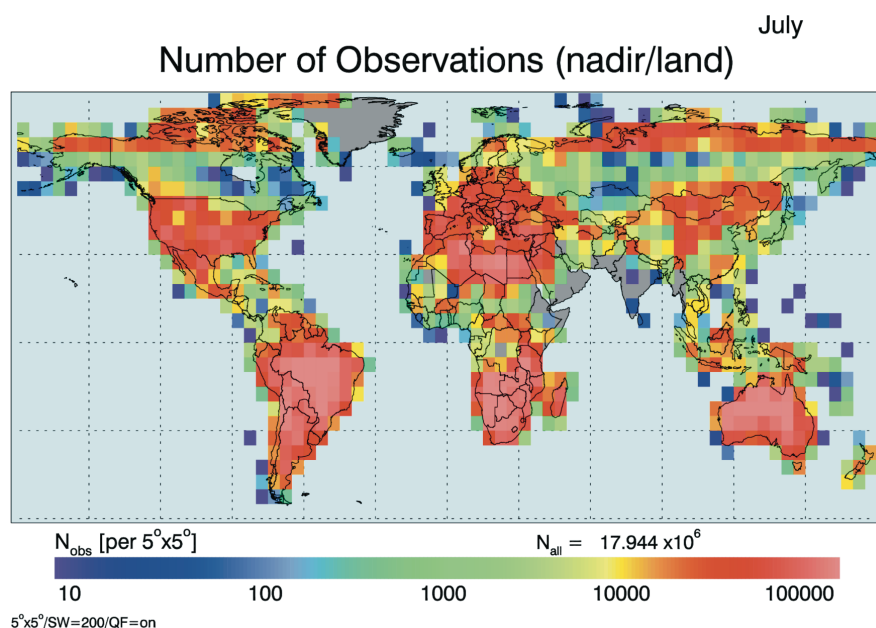 July
Number of Observations (nadir/land)
N_obs [per 5°x5°] N_all = 17.944 x10^6
10 100 1000 10000 100000
5°x5°/SW=200/QF=on